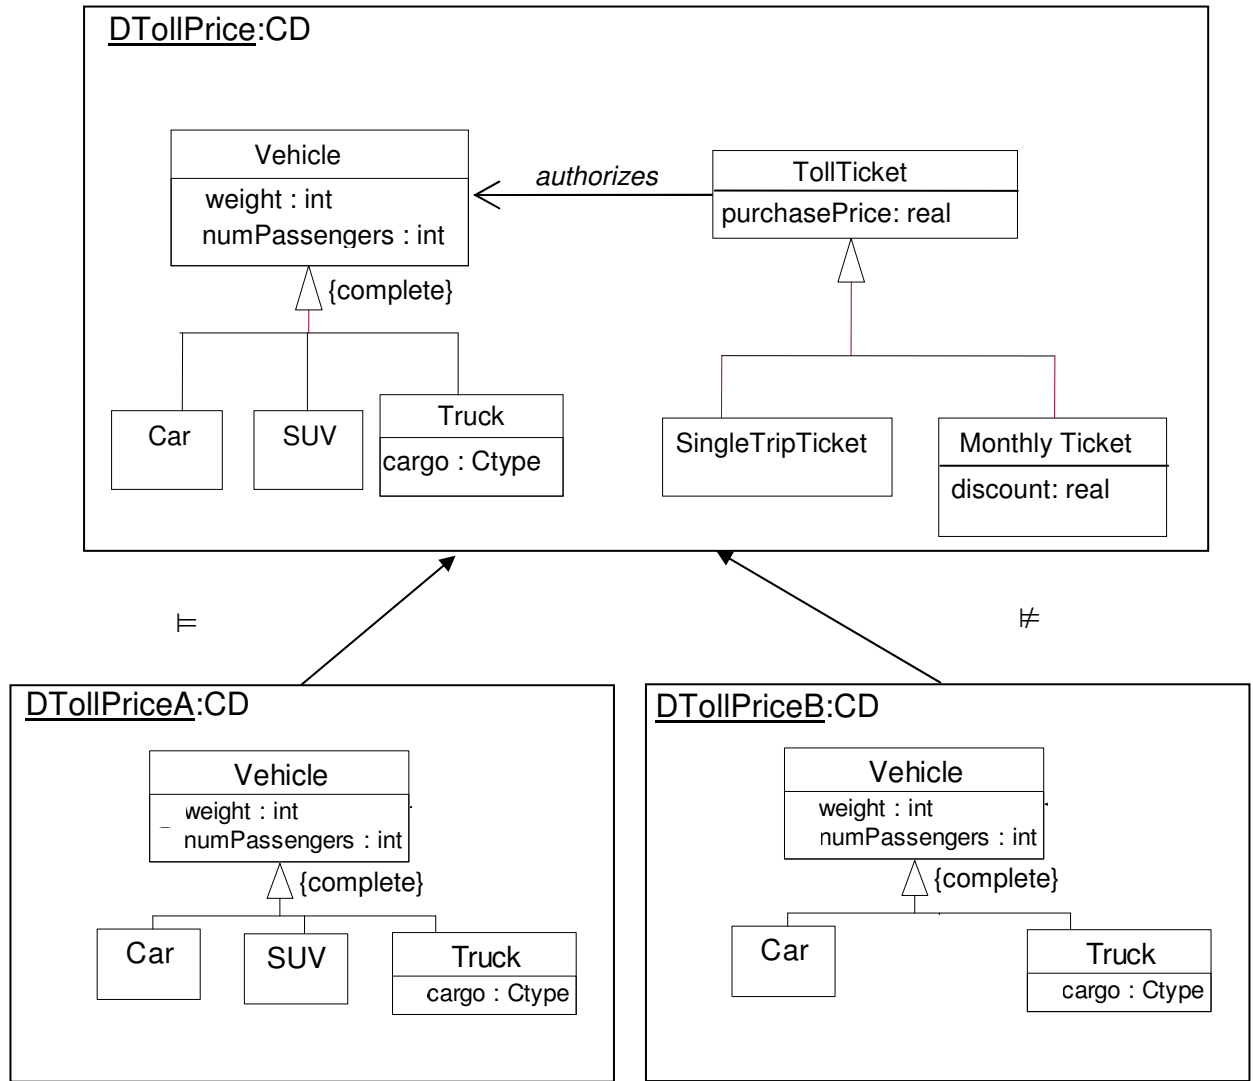 DTollPrice:CD
Vehicle
weight : int
numPassengers : int
authorizes
TollTicket
purchasePrice: real
{complete}
Car
SUV
Truck
cargo : Ctype
SingleTripTicket
Monthly Ticket
discount: real
⊨
⊭
DTollPriceA:CD
Vehicle
weight : int
numPassengers : int
{complete}
Car
SUV
Truck
cargo : Ctype
DTollPriceB:CD
Vehicle
weight : int
numPassengers : int
{complete}
Car
Truck
cargo : Ctype